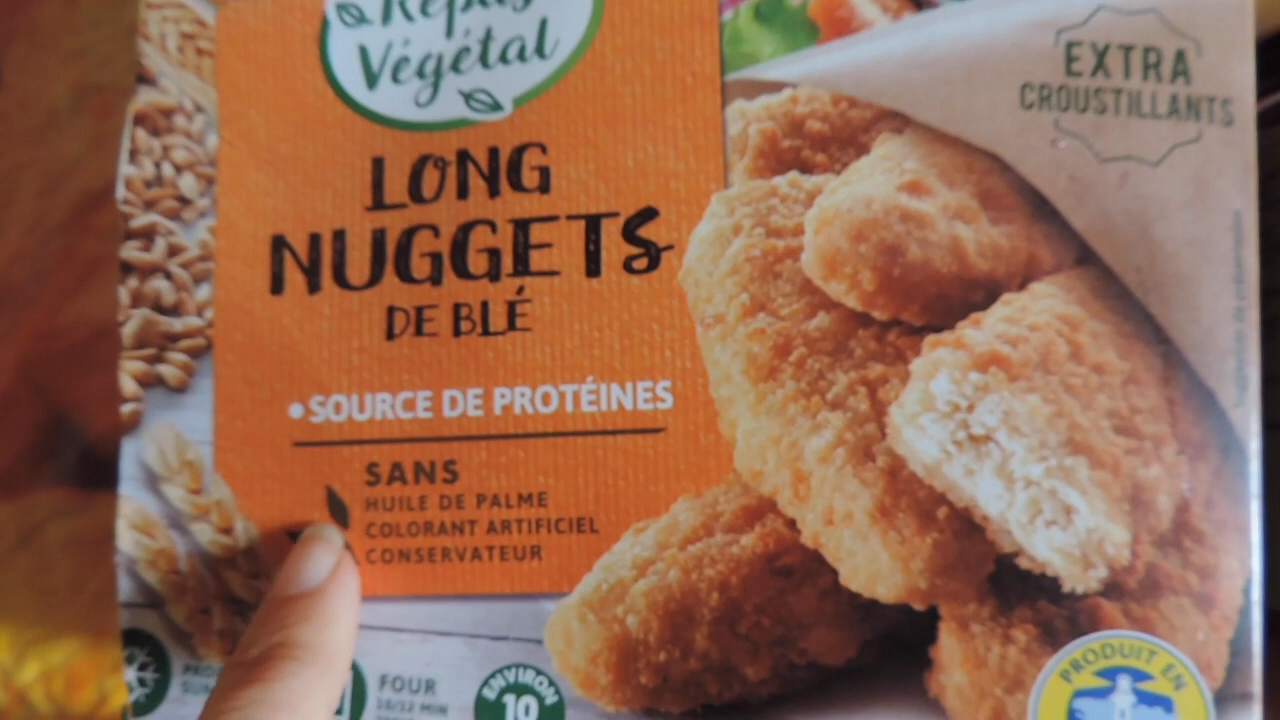 Repas
Végétal
LONG
NUGGETS
DE BLÉ
•SOURCE DE PROTÉINES
SANS
HUILE DE PALME
COLORANT ARTIFICIEL
CONSERVATEUR
EXTRA
CROUSTILLANTS
FOUR
ENVIRON
10
PRODUIT EN